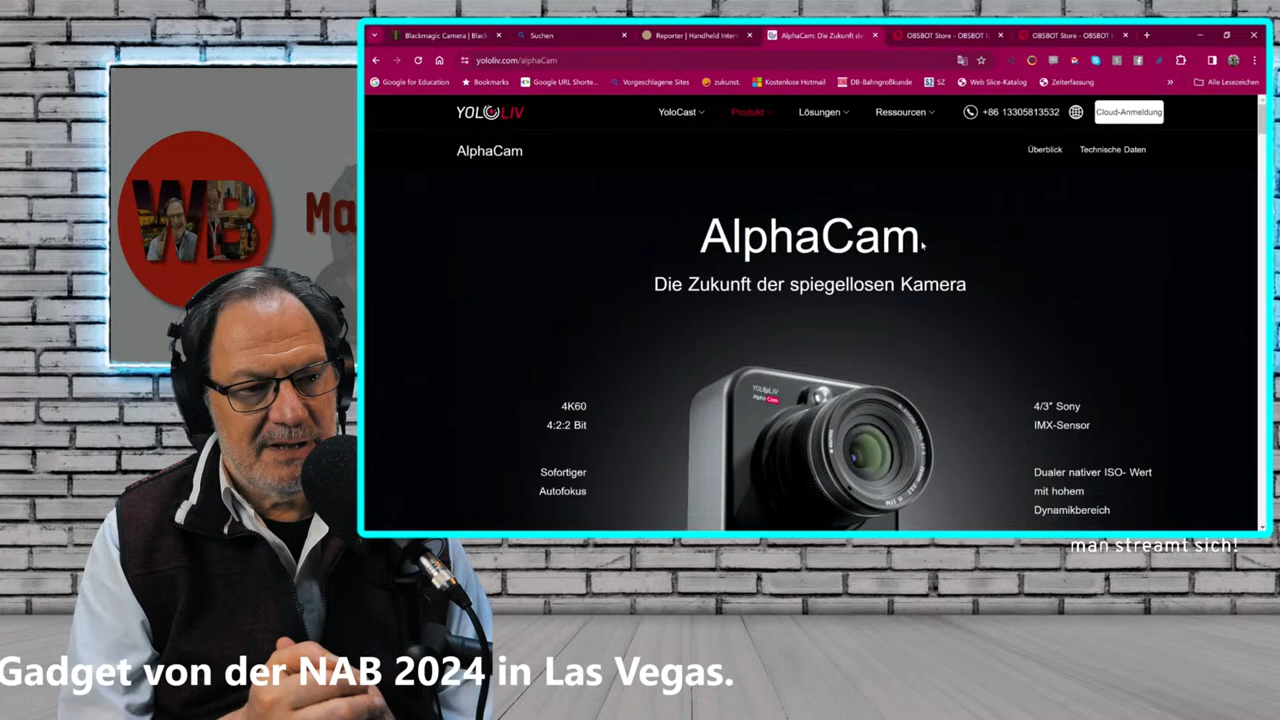 Blackmagic Camera | Black
Suchen
Reporter | Handheld Inter
AlphaCam: Die Zukunft de
OBSBOT Store - OBSBOT U
OBSBOT Store - OBSBOT
yololiv.com/alphaCam
Google for Education
Bookmarks
Google URL Shorte...
Vorgeschlagene Sites
zukunst.
Kostenlose Hotmail
DB-Bahngroßkunde
SZ
Web Slice-Katalog
Zeiterfassung
»
Alle Lesezeichen
YOLOLIV
YoloCast
Produkt
Lösungen
Ressourcen
+86 13305813532
Cloud-Anmeldung
AlphaCam
Überblick
Technische Daten
WB
Ma
AlphaCam
Die Zukunft der spiegellosen Kamera
YOLOLIV
Alpha Cam
4K60
4:2:2 Bit
4/3" Sony
IMX-Sensor
Sofortiger
Autofokus
Dualer nativer ISO- Wert
mit hohem
Dynamikbereich
man streamt sich!
Gadget von der NAB 2024 in Las Vegas.